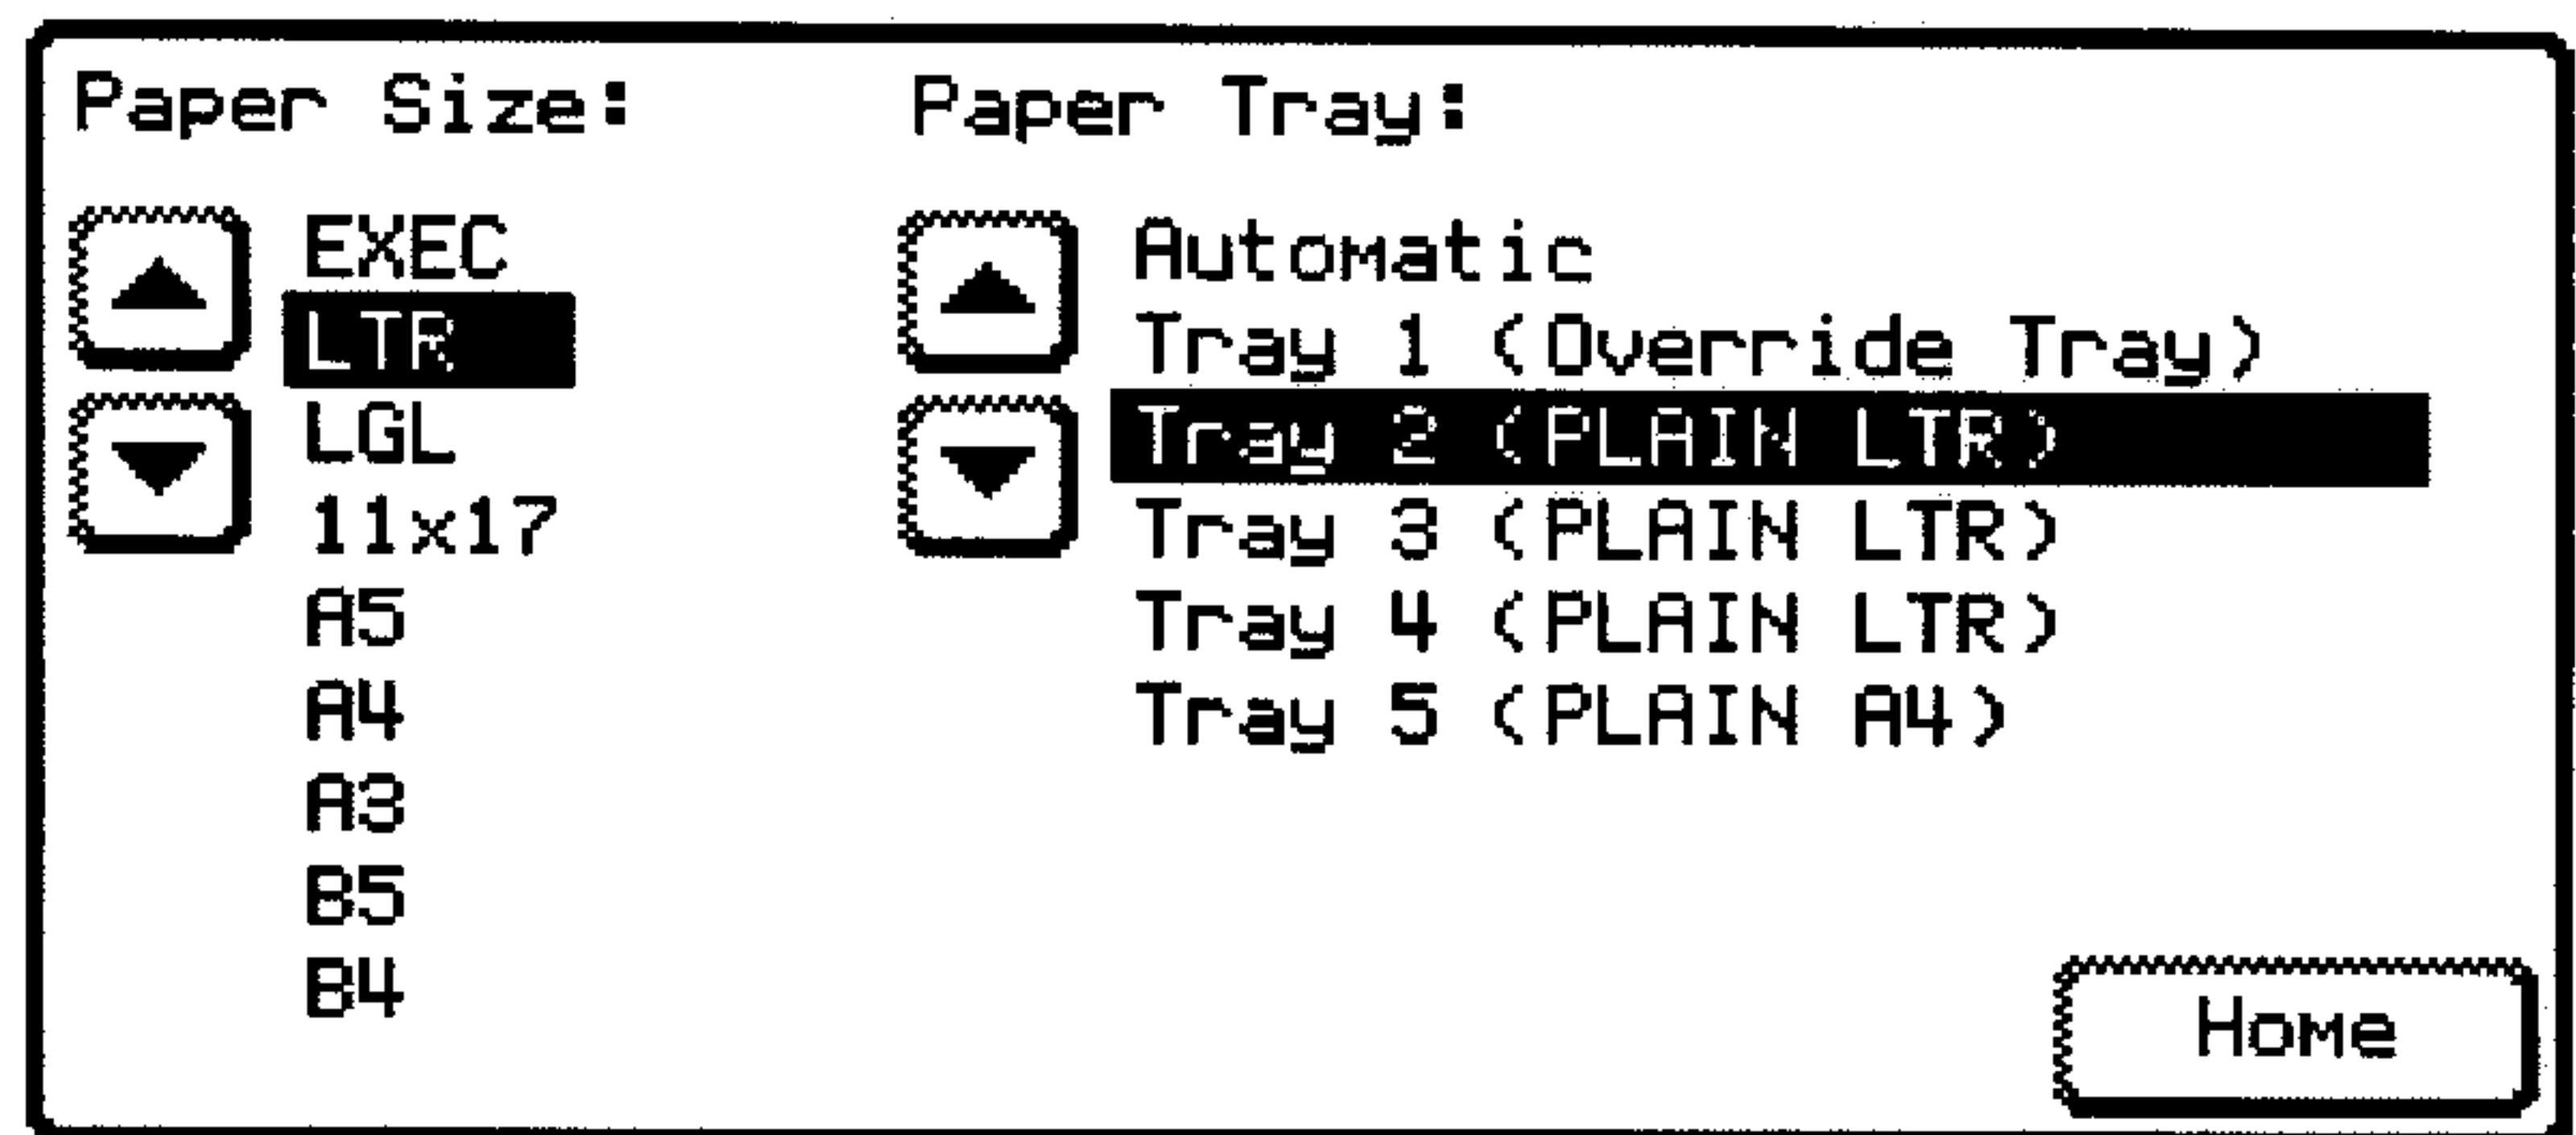 Paper Size:
EXEC
LTR
LGL
11x17
A5
A4
A3
B5
B4
Paper Tray:
Automatic
Tray 1 (Override Tray)
Tray 2 (PLAIN LTR)
Tray 3 (PLAIN LTR)
Tray 4 (PLAIN LTR)
Tray 5 (PLAIN A4)
Home